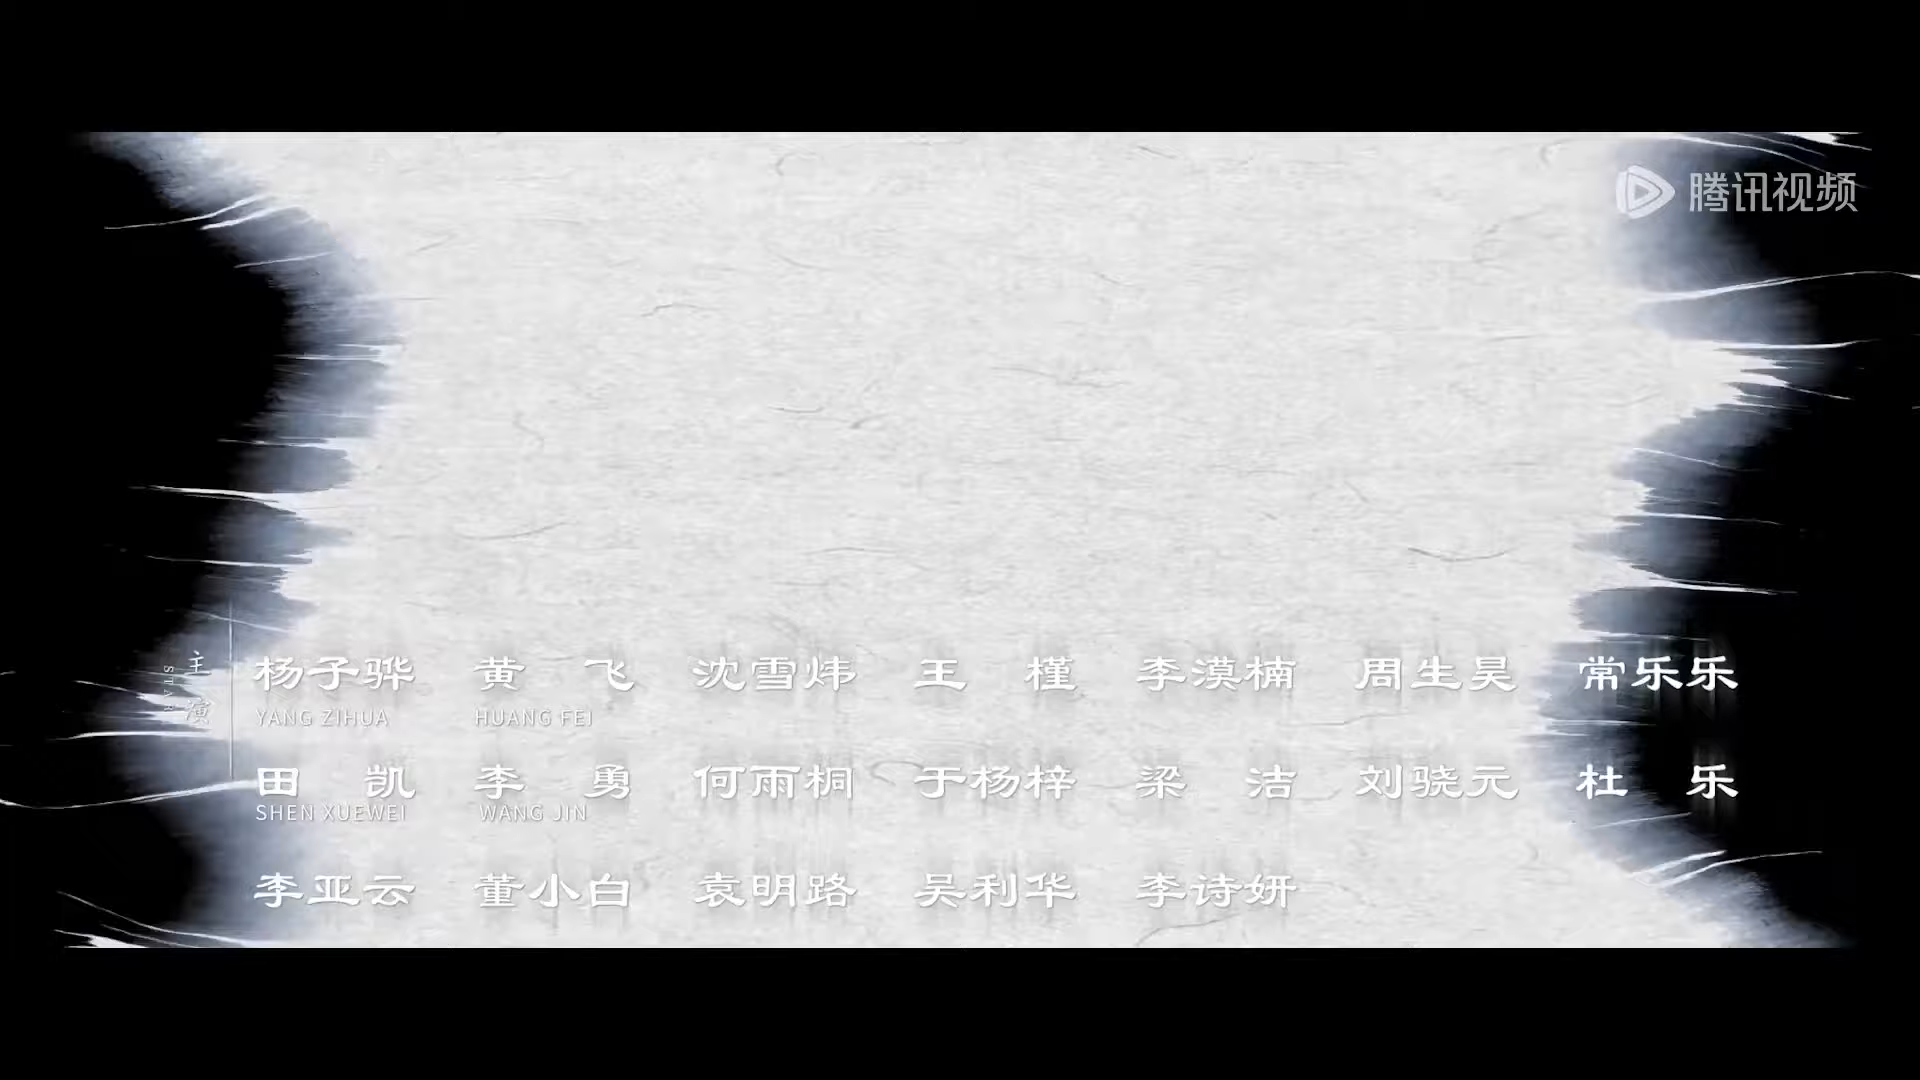 腾讯视频
主演
STAR
杨子骅 黄飞 沈雪炜 王槿 李漠楠 周生昊 常乐乐
YANG ZIHUA HUANG FEI
田凯 李勇 何雨桐 于杨梓 梁洁 刘骁元 杜乐
SHEN XUEWEI WANG JIN
李亚云 董小白 袁明路 吴利华 李诗妍